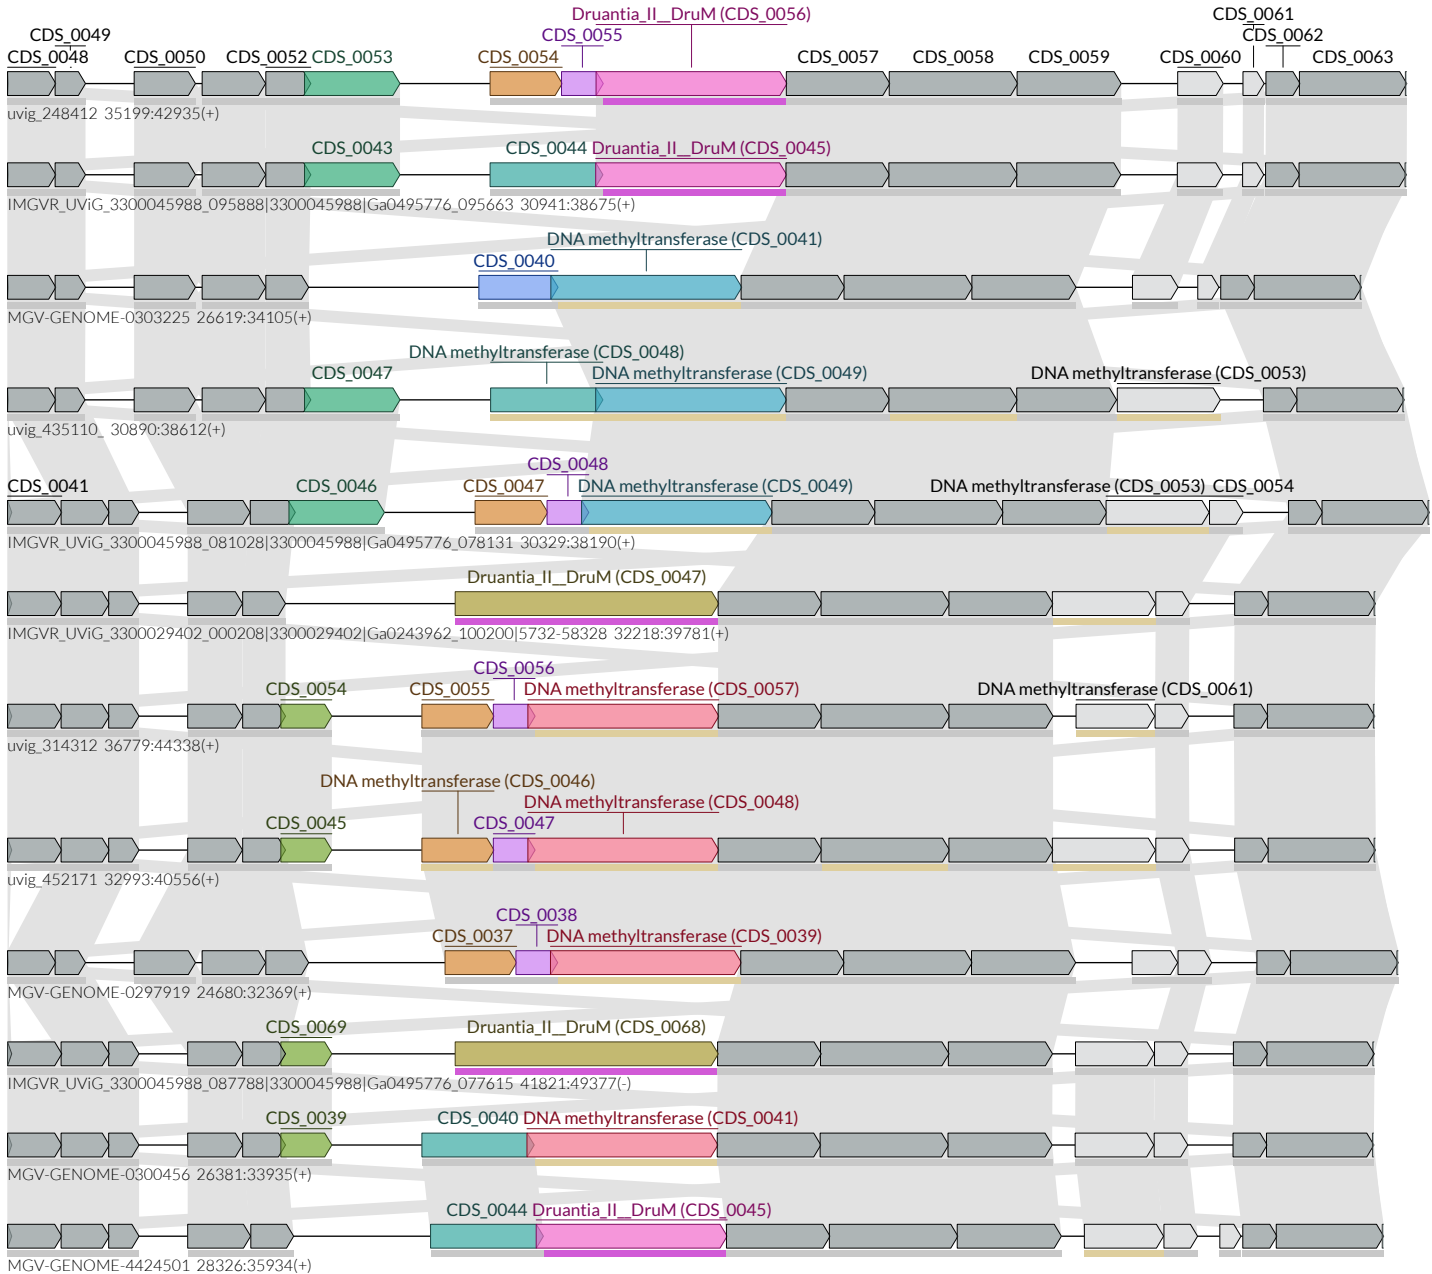 Druantia_II__DruM (CDS_0056)
CDS_0061
CDS_0049 CDS_0055 CDS_0062
CDS_0048 CDS_0050 CDS_0052 CDS_0053 CDS_0054 CDS_0057 CDS_0058 CDS_0059 CDS_0060 CDS_0063
uvig_248412 35199:42935(+)
CDS_0043 CDS_0044 Druantia_II__DruM (CDS_0045)
IMGVR_UViG_3300045988_095888|3300045988|Ga0495776_095663 30941:38675(+)
DNA methyltransferase (CDS_0041)
CDS_0040
MGV-GENOME-0303225 26619:34105(+)
DNA methyltransferase (CDS_0048)
CDS_0047 DNA methyltransferase (CDS_0049) DNA methyltransferase (CDS_0053)
uvig_435110_ 30890:38612(+)
CDS_0048
CDS_0041 CDS_0046 CDS_0047 DNA methyltransferase (CDS_0049) DNA methyltransferase (CDS_0053) CDS_0054
IMGVR_UViG_3300045988_081028|3300045988|Ga0495776_078131 30329:38190(+)
Druantia_II__DruM (CDS_0047)
IMGVR_UViG_3300029402_000208|3300029402|Ga0243962_100200|5732-58328 32218:39781(+)
CDS_0056
CDS_0054 CDS_0055 DNA methyltransferase (CDS_0057) DNA methyltransferase (CDS_0061)
uvig_314312 36779:44338(+)
DNA methyltransferase (CDS_0046)
DNA methyltransferase (CDS_0048)
CDS_0045 CDS_0047
uvig_452171 32993:40556(+)
CDS_0038
CDS_0037 DNA methyltransferase (CDS_0039)
MGV-GENOME-0297919 24680:32369(+)
CDS_0069 Druantia_II__DruM (CDS_0068)
IMGVR_UViG_3300045988_087788|3300045988|Ga0495776_077615 41821:49377(-)
CDS_0039 CDS_0040 DNA methyltransferase (CDS_0041)
MGV-GENOME-0300456 26381:33935(+)
CDS_0044 Druantia_II__DruM (CDS_0045)
MGV-GENOME-4424501 28326:35934(+)